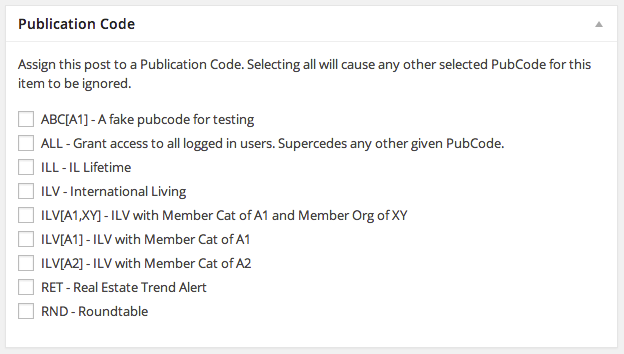 Publication Code
Assign this post to a Publication Code. Selecting all will cause any other selected PubCode for this
item to be ignored.
ABC[A1] - A fake pubcode for testing
ALL - Grant access to all logged in users. Supercedes any other given PubCode.
ILL - IL Lifetime
ILV - International Living
ILV[A1,XY] - ILV with Member Cat of A1 and Member Org of XY
ILV[A1] - ILV with Member Cat of A1
ILV[A2] - ILV with Member Cat of A2
RET - Real Estate Trend Alert
RND - Roundtable